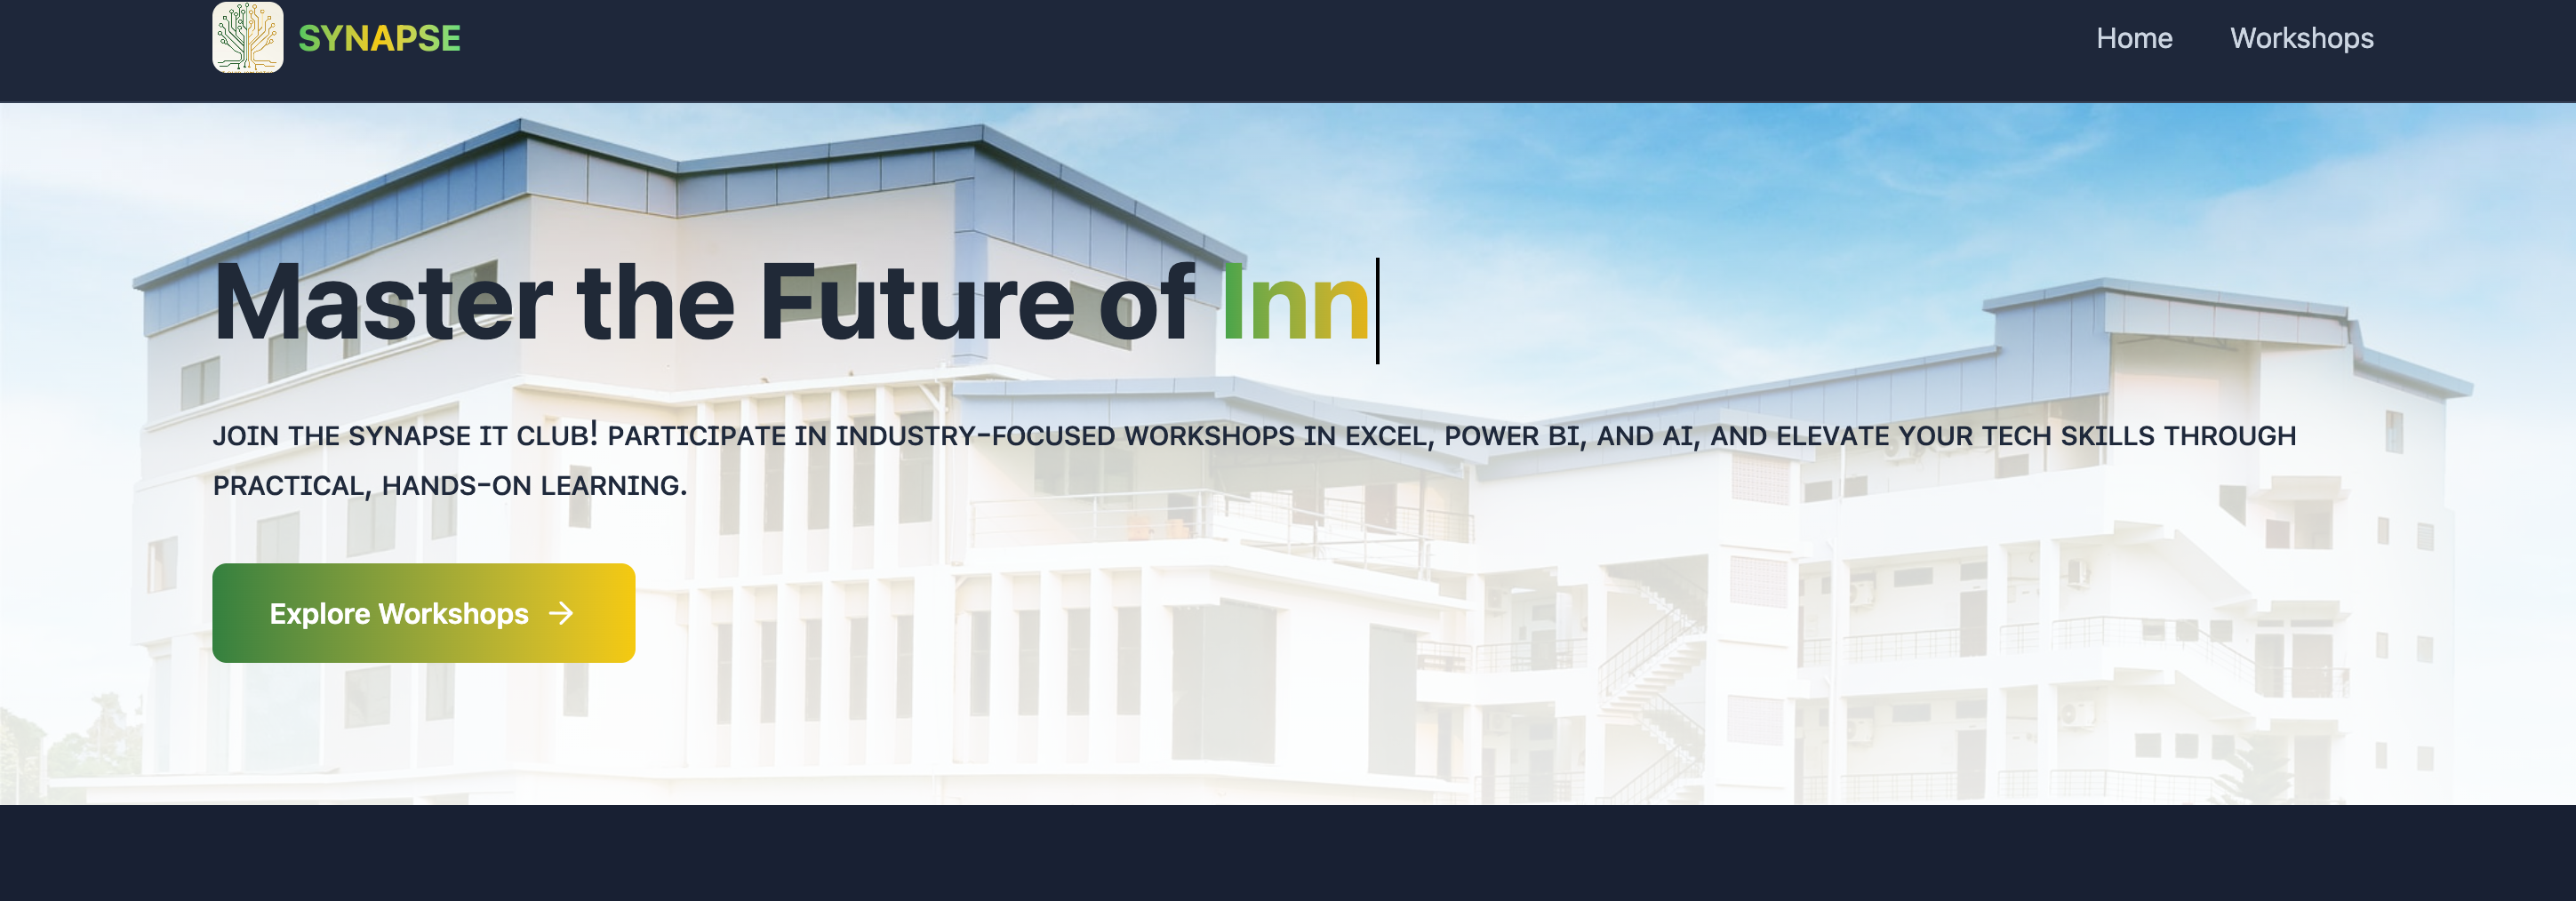 SYNAPSE
Home
Workshops
Master the Future of Inn
JOIN THE SYNAPSE IT CLUB! PARTICIPATE IN INDUSTRY-FOCUSED WORKSHOPS IN EXCEL, POWER BI, AND AI, AND ELEVATE YOUR TECH SKILLS THROUGH
PRACTICAL, HANDS-ON LEARNING.
Explore Workshops →